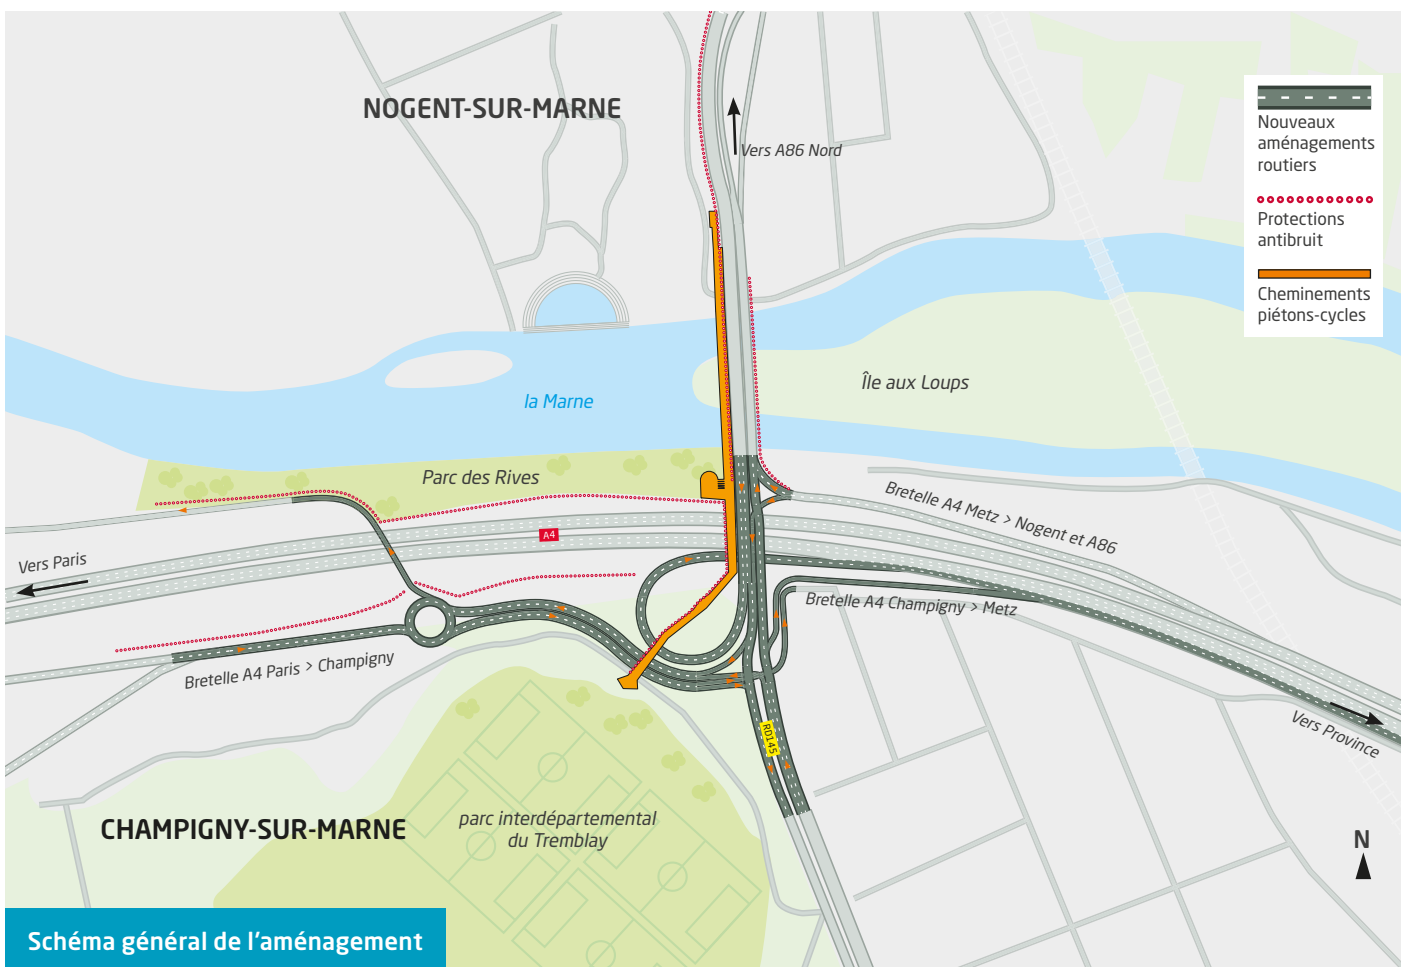 NOGENT-SUR-MARNE
Vers A86 Nord
Nouveaux
aménagements
routiers
Protections
antibruit
Cheminements
piétons-cycles
Île aux Loups
la Marne
Parc des Rives
Bretelle A4 Metz > Nogent et A86
A4
Vers Paris
Bretelle A4 Champigny > Metz
Bretelle A4 Paris > Champigny
RD145
Vers Province
CHAMPIGNY-SUR-MARNE
parc interdépartemental
du Tremblay
N
Schéma général de l'aménagement